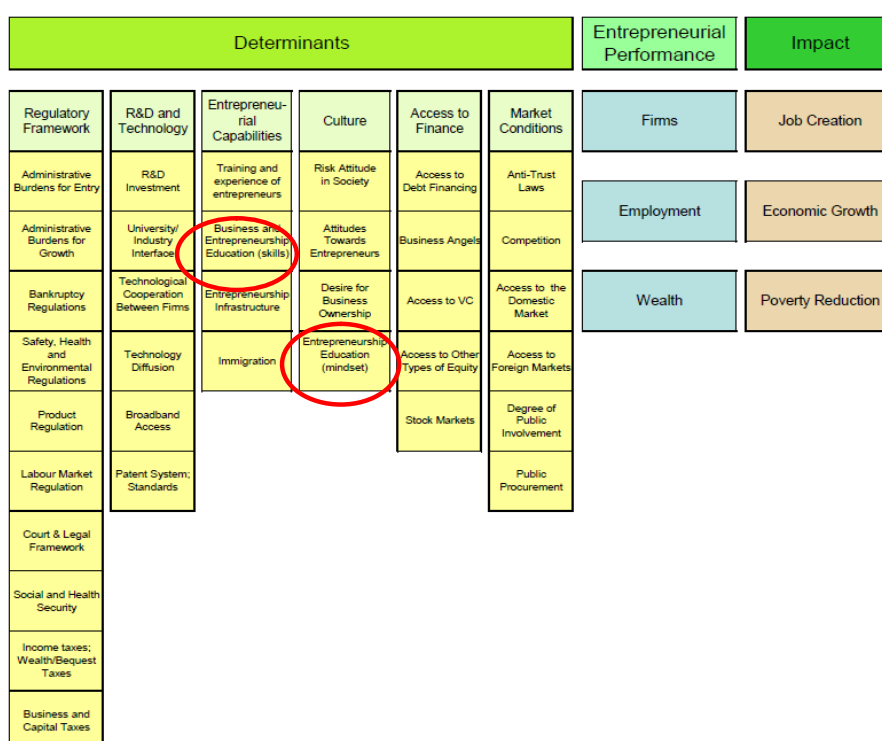 Determinants
Entrepreneurial
Performance
Impact
Regulatory
Framework
Administrative
Burdens for Entry
Administrative
Burdens for
Growth
Bankruptcy
Regulations
Safety, Health
and
Environmental
Regulations
Product
Regulation
Labour Market
Regulation
Court & Legal
Framework
Social and Health
Security
Income taxes;
Wealth/Bequest
Taxes
Business and
Capital Taxes
R&D and
Technology
R&D
Investment
University/
Industry
Interface
Technological
Cooperation
Between Firms
Technology
Diffusion
Broadband
Access
Patent System;
Standards
Entrepreneu-
rial
Capabilities
Training and
experience of
entrepreneurs
Business and
Entrepreneurship
Education (skills)
Entrepreneurship
Infrastructure
Immigration
Culture
Risk Attitude
in Society
Attitudes
Towards
Entrepreneurs
Desire for
Business
Ownership
Entrepreneurship
Education
(mindset)
Access to
Finance
Access to
Debt Financing
Business Angels
Access to VC
Access to Other
Types of Equity
Stock Markets
Market
Conditions
Anti-Trust
Laws
Competition
Access to the
Domestic
Market
Access to
Foreign Markets
Degree of
Public
Involvement
Public
Procurement
Firms
Employment
Wealth
Job Creation
Economic Growth
Poverty Reduction